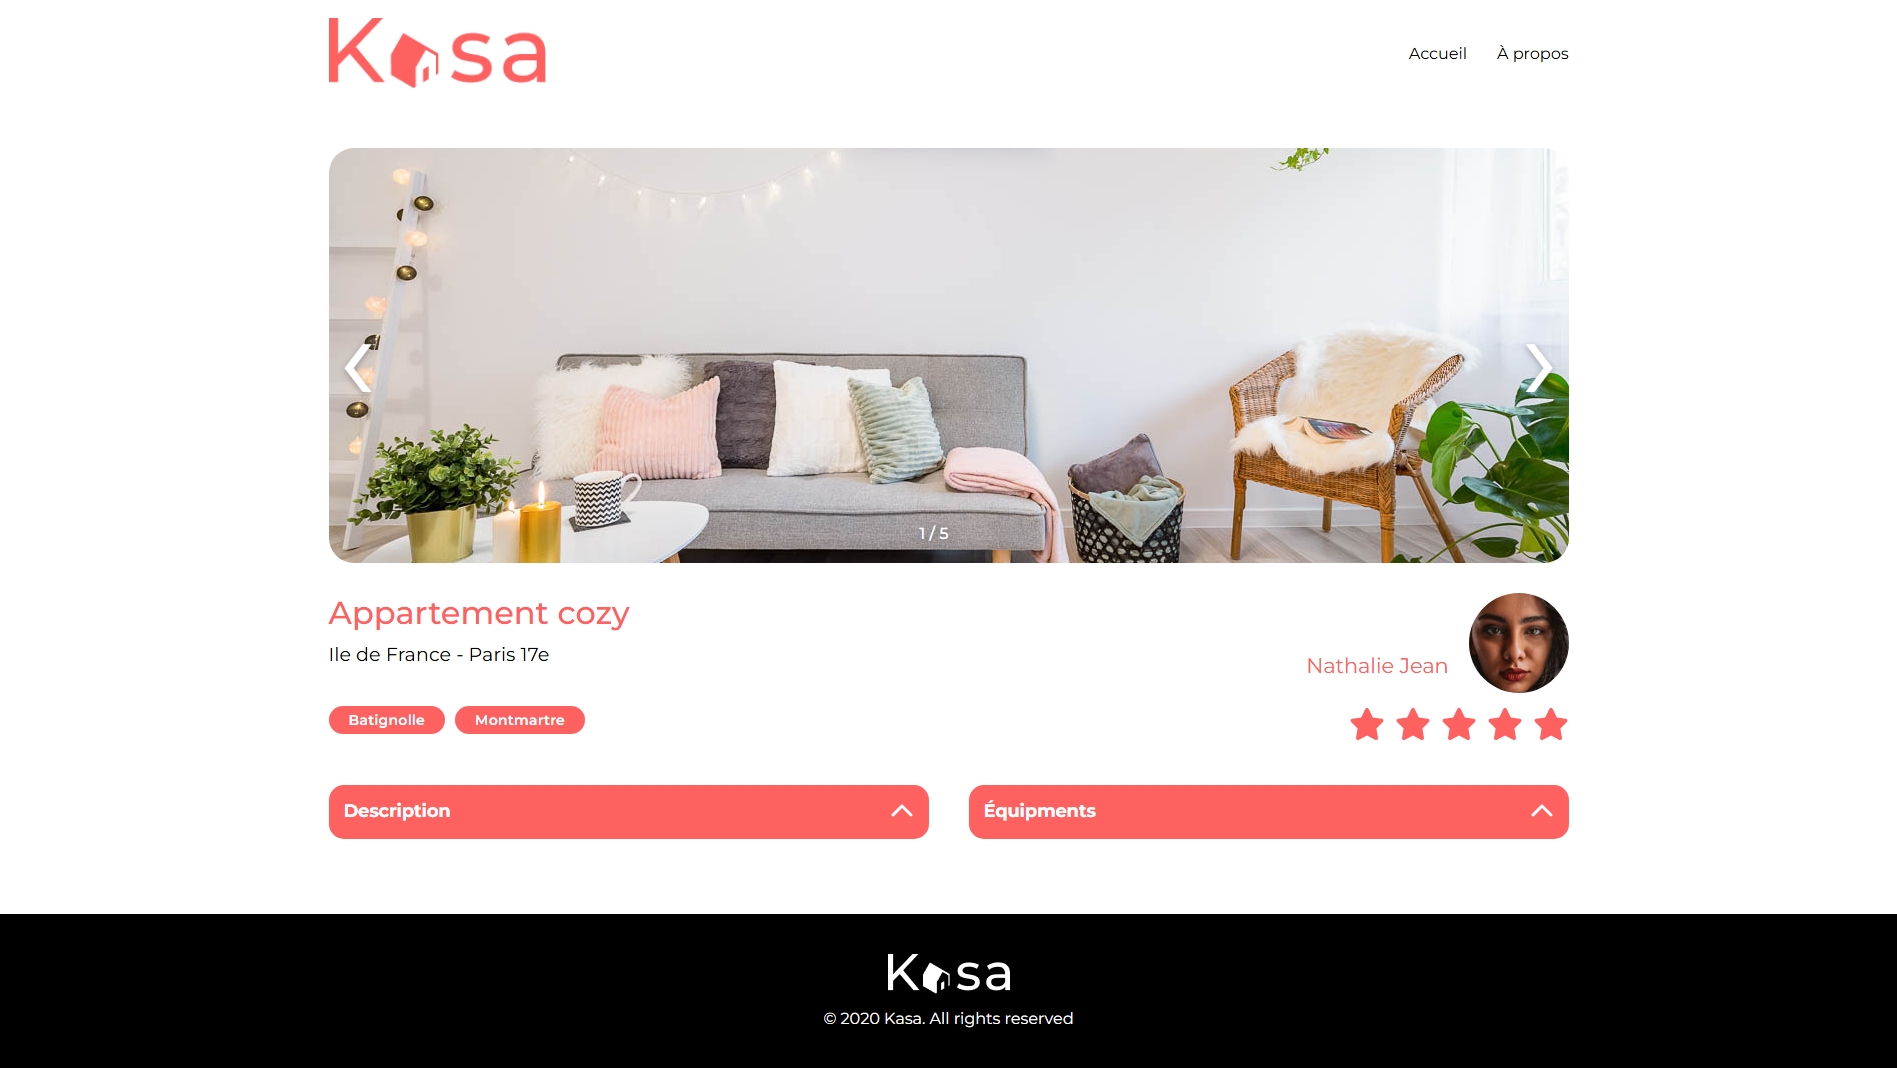 Kasa
Accueil À propos
1 / 5
Appartement cozy
Ile de France - Paris 17e
Nathalie Jean
Batignolle Montmartre
Description
Équipments
Kasa
© 2020 Kasa. All rights reserved